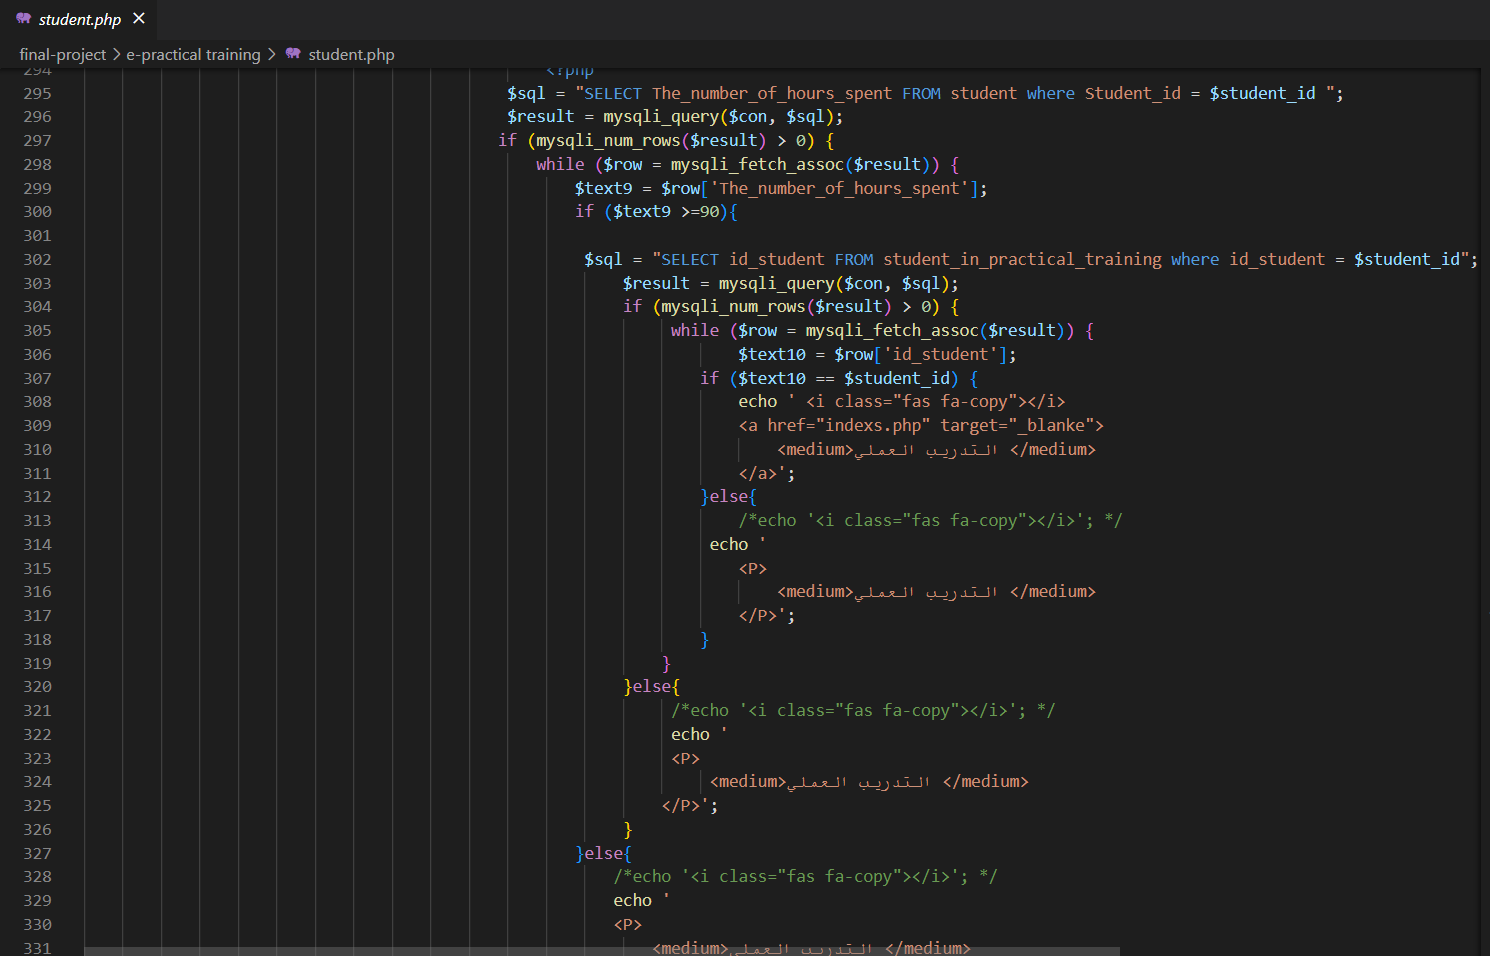 student.php
final-project > e-practical training > student.php
294 <?php
295 $sql = "SELECT The_number_of_hours_spent FROM student where Student_id = $student_id ";
296 $result = mysqli_query($con, $sql);
297 if (mysqli_num_rows($result) > 0) {
298 while ($row = mysqli_fetch_assoc($result)) {
299 $text9 = $row['The_number_of_hours_spent'];
300 if ($text9 >=90){
301
302 $sql = "SELECT id_student FROM student_in_practical_training where id_student = $student_id";
303 $result = mysqli_query($con, $sql);
304 if (mysqli_num_rows($result) > 0) {
305 while ($row = mysqli_fetch_assoc($result)) {
306 $text10 = $row['id_student'];
307 if ($text10 == $student_id) {
308 echo ' <i class="fas fa-copy"></i>
309 <a href="indexs.php" target="_blanke">
310 <medium>التدريب العملي </medium>
311 </a>';
312 }else{
313 /*echo '<i class="fas fa-copy"></i>'; */
314 echo '
315 <P>
316 <medium>التدريب العملي </medium>
317 </P>';
318 }
319 }
320 }else{
321 /*echo '<i class="fas fa-copy"></i>'; */
322 echo '
323 <P>
324 <medium>التدريب العملي </medium>
325 </P>';
326 }
327 }else{
328 /*echo '<i class="fas fa-copy"></i>'; */
329 echo '
330 <P>
331 <medium>التدريب العملي </medium>